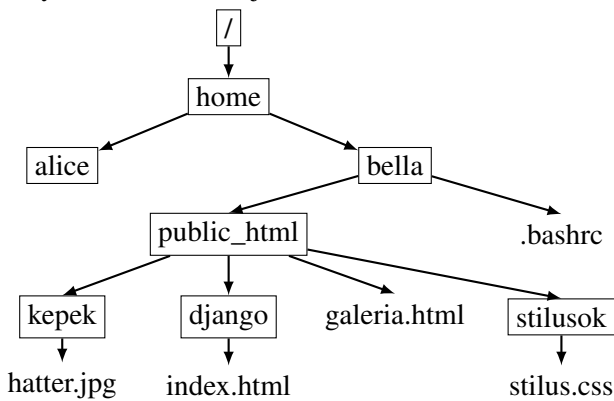 /
home
alice bella
public_html .bashrc
kepek django galeria.html stilusok
hatter.jpg index.html stilus.css